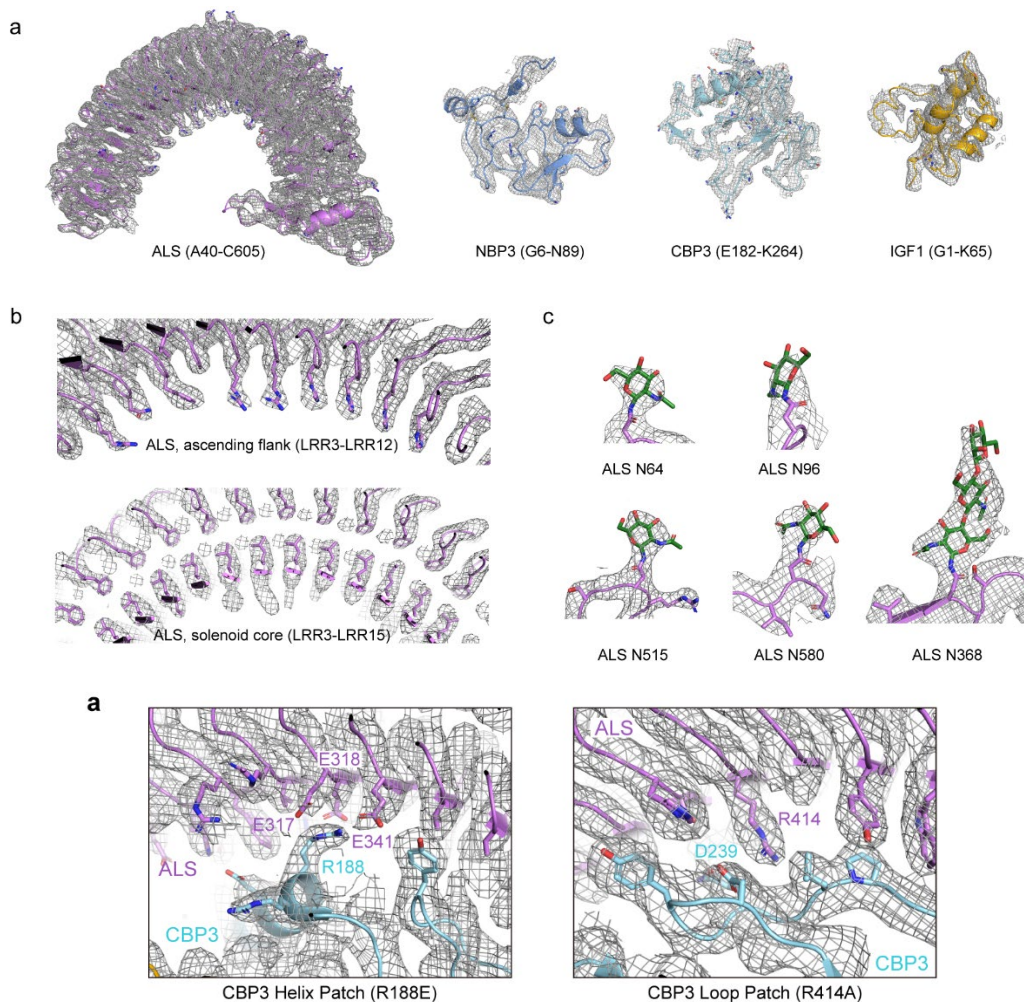 a
ALS (A40-C605)
NBP3 (G6-N89)
CBP3 (E182-K264)
IGF1 (G1-K65)
b
ALS, ascending flank (LRR3-LRR12)
ALS, solenoid core (LRR3-LRR15)
c
ALS N64
ALS N96
ALS N515
ALS N580
ALS N368
a
E318
E317
E341
R188
ALS
CBP3
CBP3 Helix Patch (R188E)
ALS
R414
D239
CBP3
CBP3 Loop Patch (R414A)